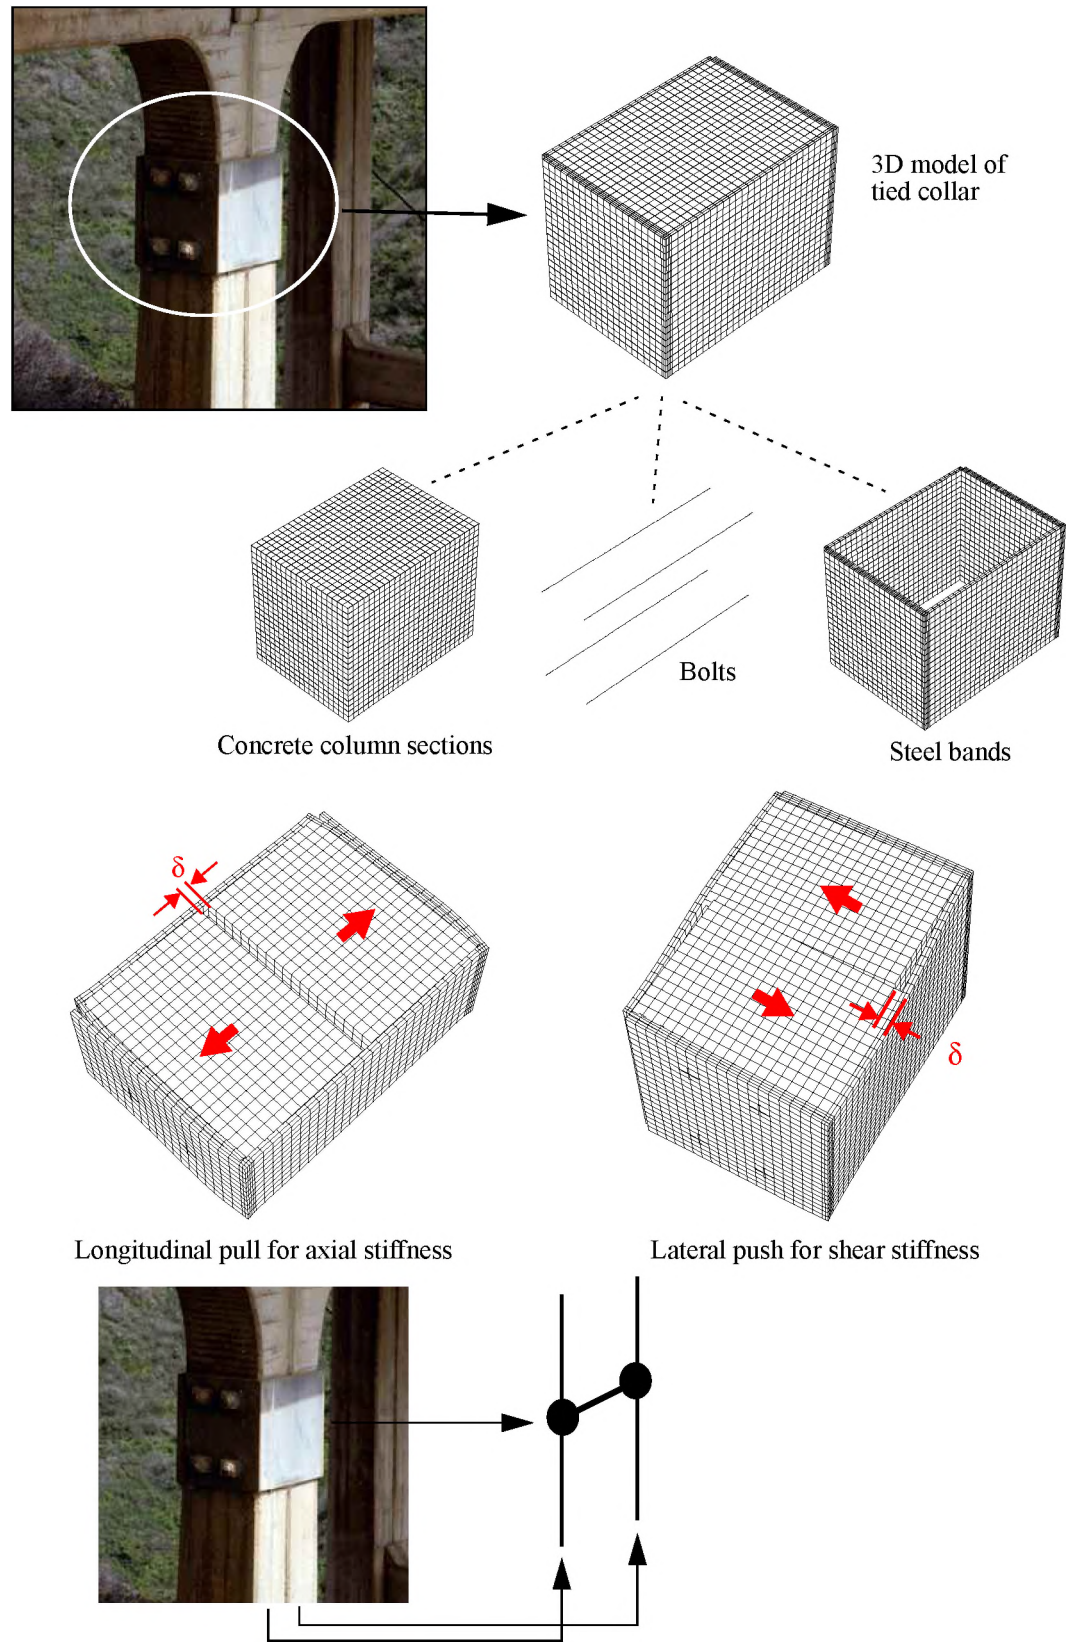 3D model of
tied collar
Bolts
Concrete column sections
Steel bands
δ
δ
Longitudinal pull for axial stiffness
Lateral push for shear stiffness